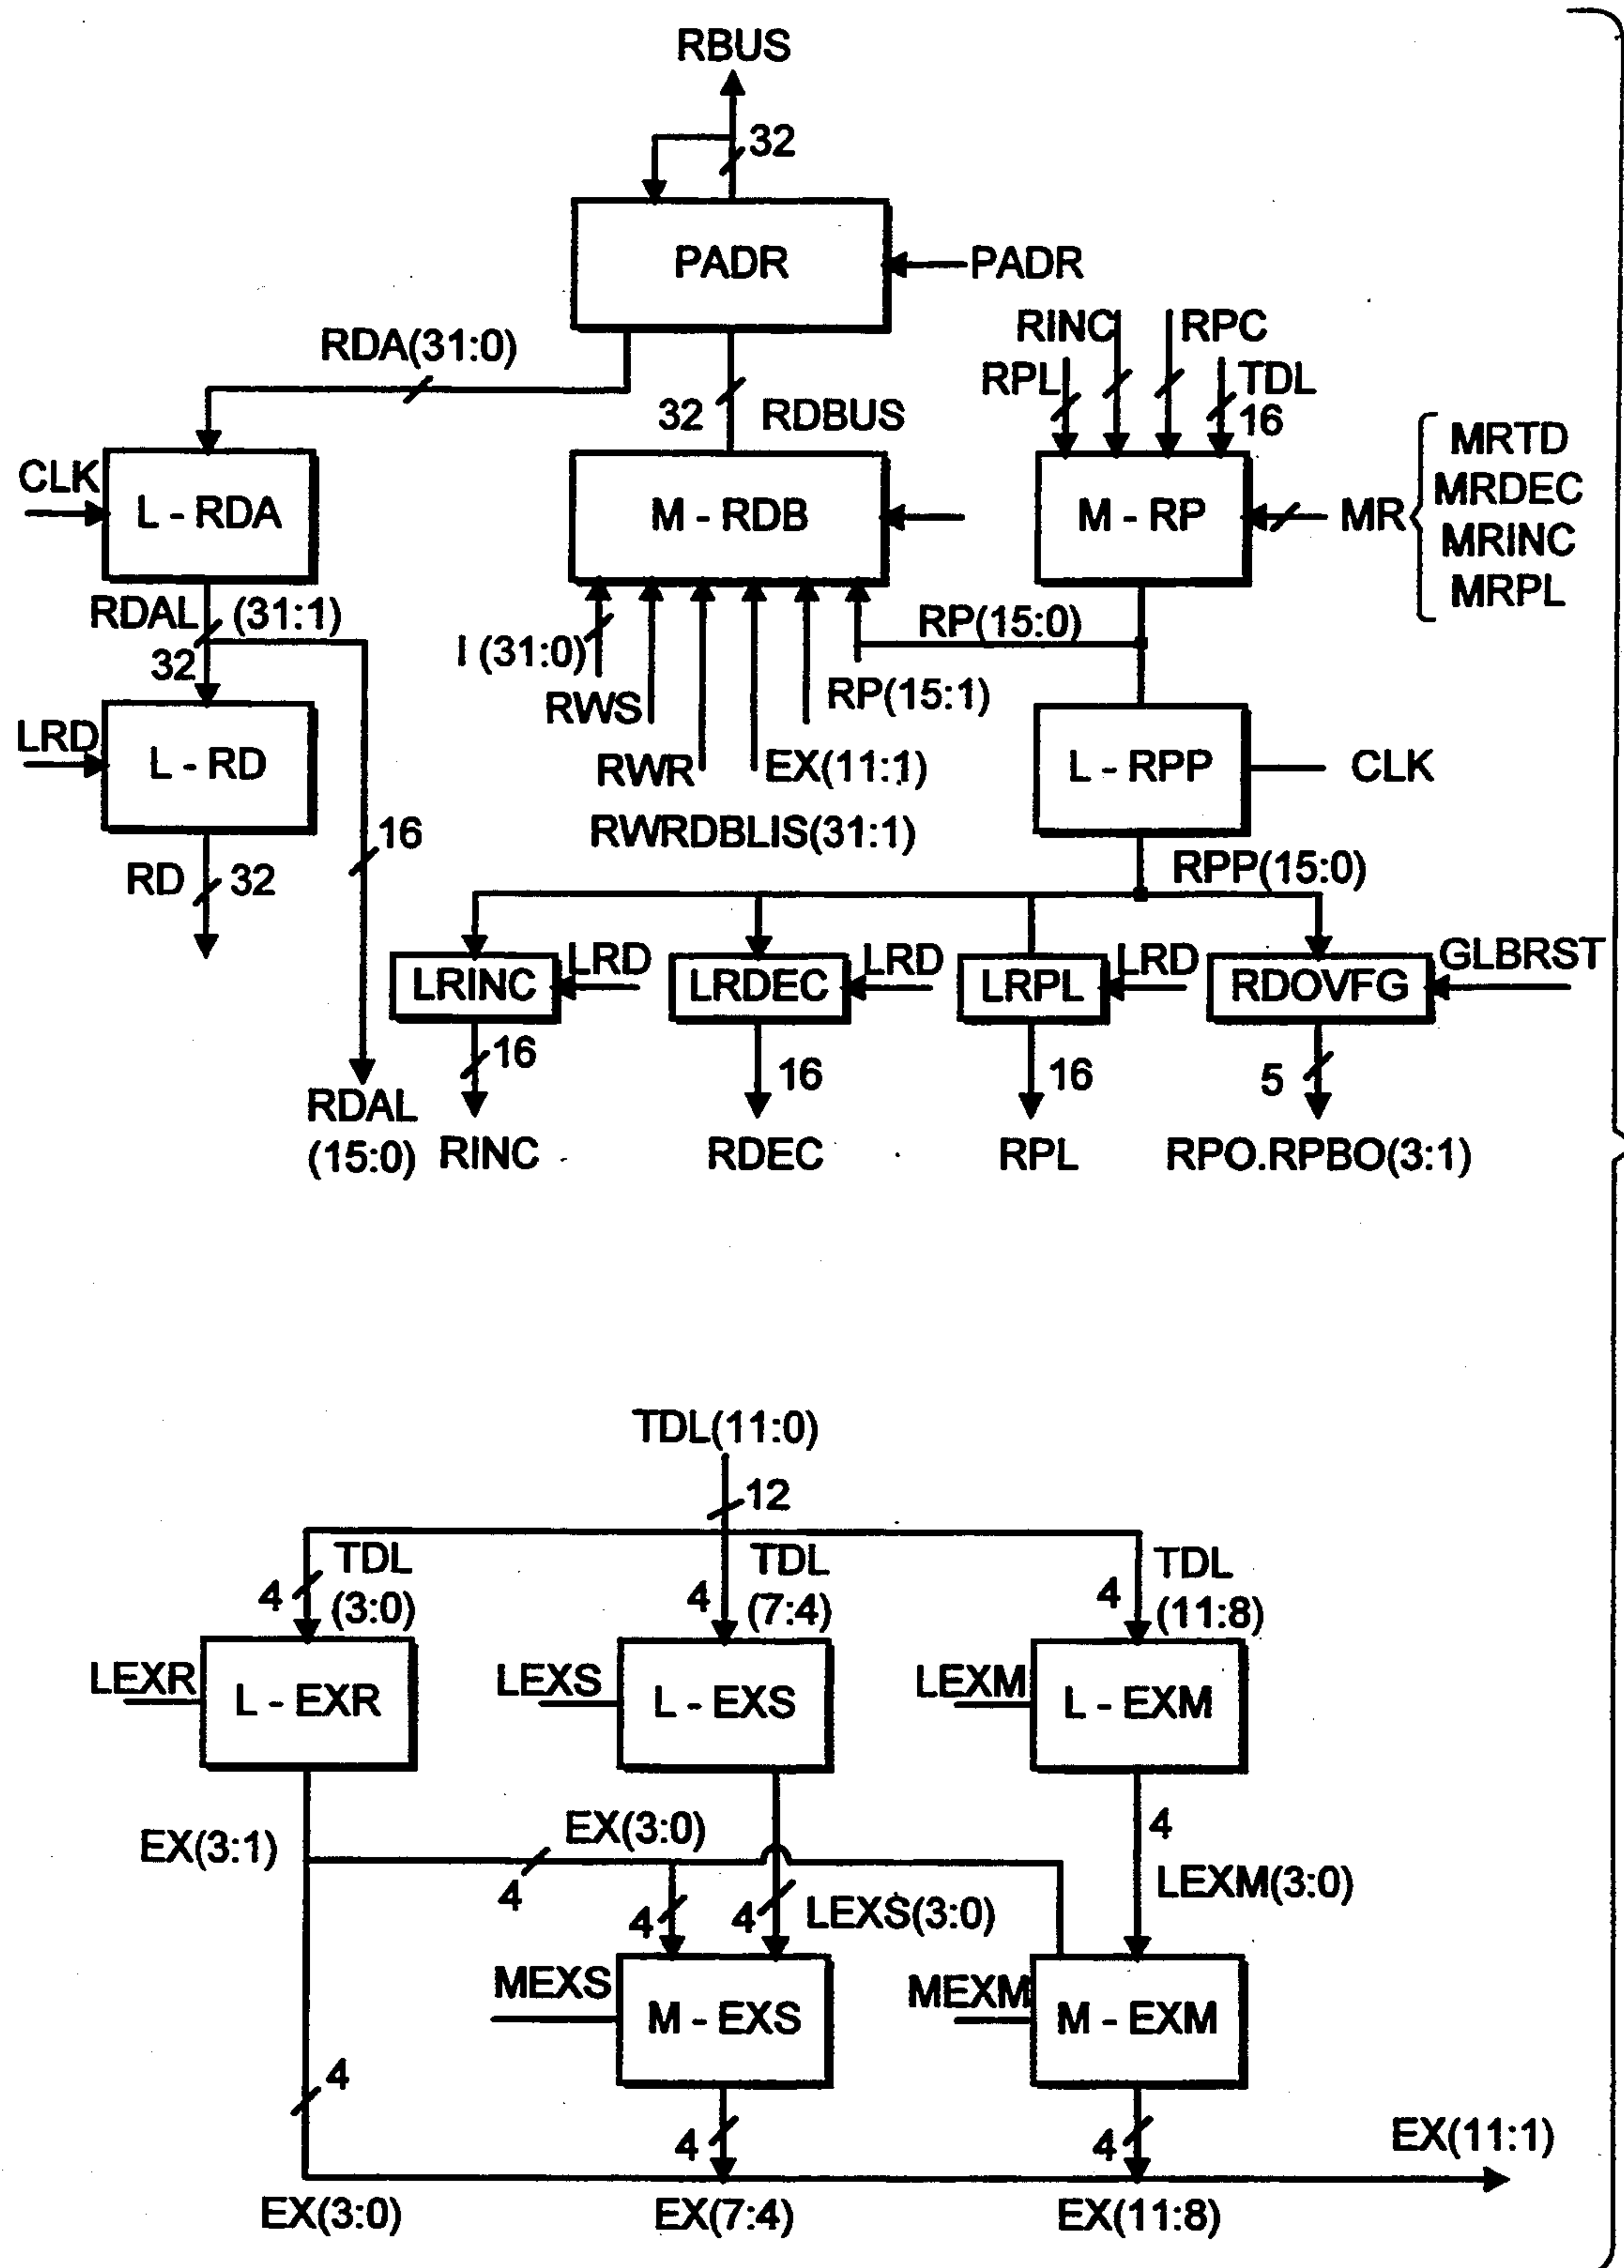 RBUS
32
PADR
PADR
RDA(31:0)
RINC
RPC
RPL
TDL
16
32
RDBUS
MRTD
MRDEC
MR
MRINC
MRPL
CLK
L - RDA
M - RDB
M - RP
RDAL
(31:1)
32
I (31:0)
RP(15:0)
RWS
RP(15:1)
LRD
L - RD
RWR
EX(11:1)
L - RPP
CLK
RWRDBLIS(31:1)
16
RD
32
RPP(15:0)
LRINC
LRD
LRDEC
LRD
LRPL
LRD
RDOVFG
GLBRST
16
16
16
5
RDAL
(15:0)
RINC
RDEC
RPL
RPO.RPBO(3:1)
TDL(11:0)
12
4
TDL
(3:0)
4
TDL
(7:4)
4
TDL
(11:8)
LEXR
L - EXR
LEXS
L - EXS
LEXM
L - EXM
EX(3:1)
EX(3:0)
4
4
4
4
LEXS(3:0)
LEXM(3:0)
MEXS
M - EXS
MEXM
M - EXM
4
4
4
EX(11:1)
EX(3:0)
EX(7:4)
EX(11:8)